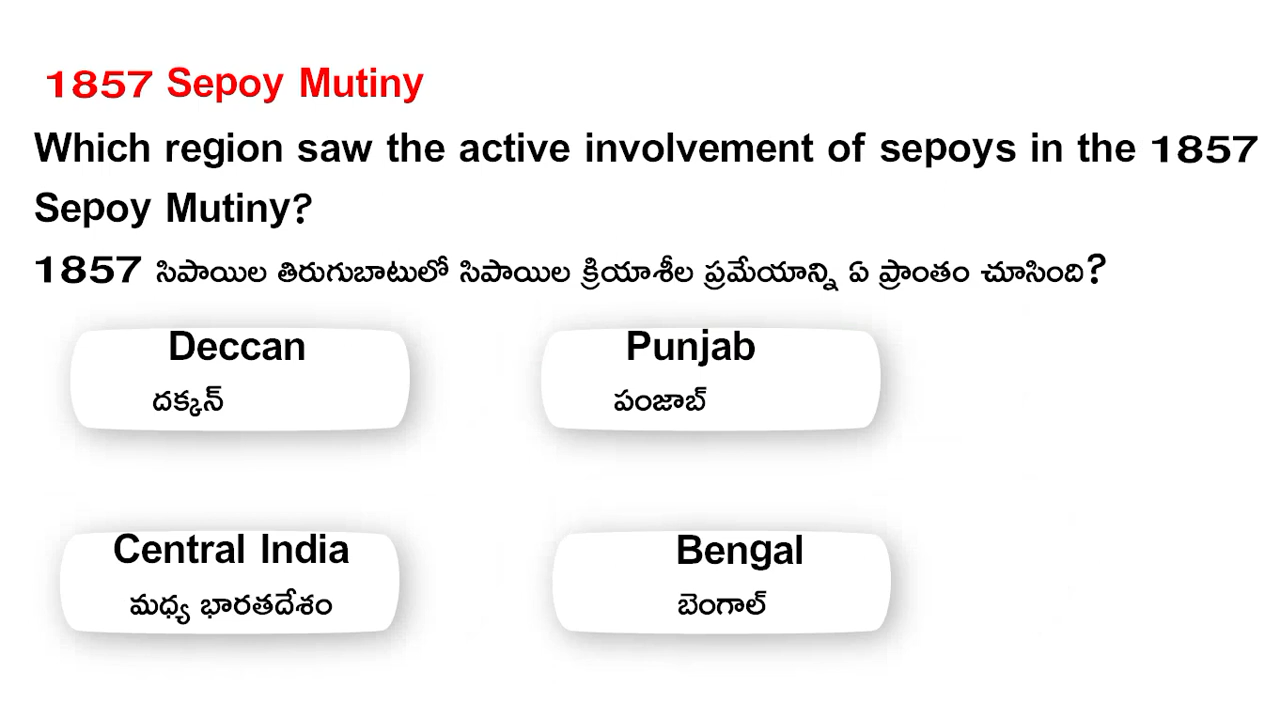 1857 Sepoy Mutiny
Which region saw the active involvement of sepoys in the 1857
Sepoy Mutiny?
1857 సిపాయిల తిరుగుబాటులో సిపాయిల క్రియాశీల ప్రమేయాన్ని ఏ ప్రాంతం చూసింది?
Deccan
దక్కన్
Punjab
పంజాబ్
Central India
మధ్య భారతదేశం
Bengal
బెంగాల్